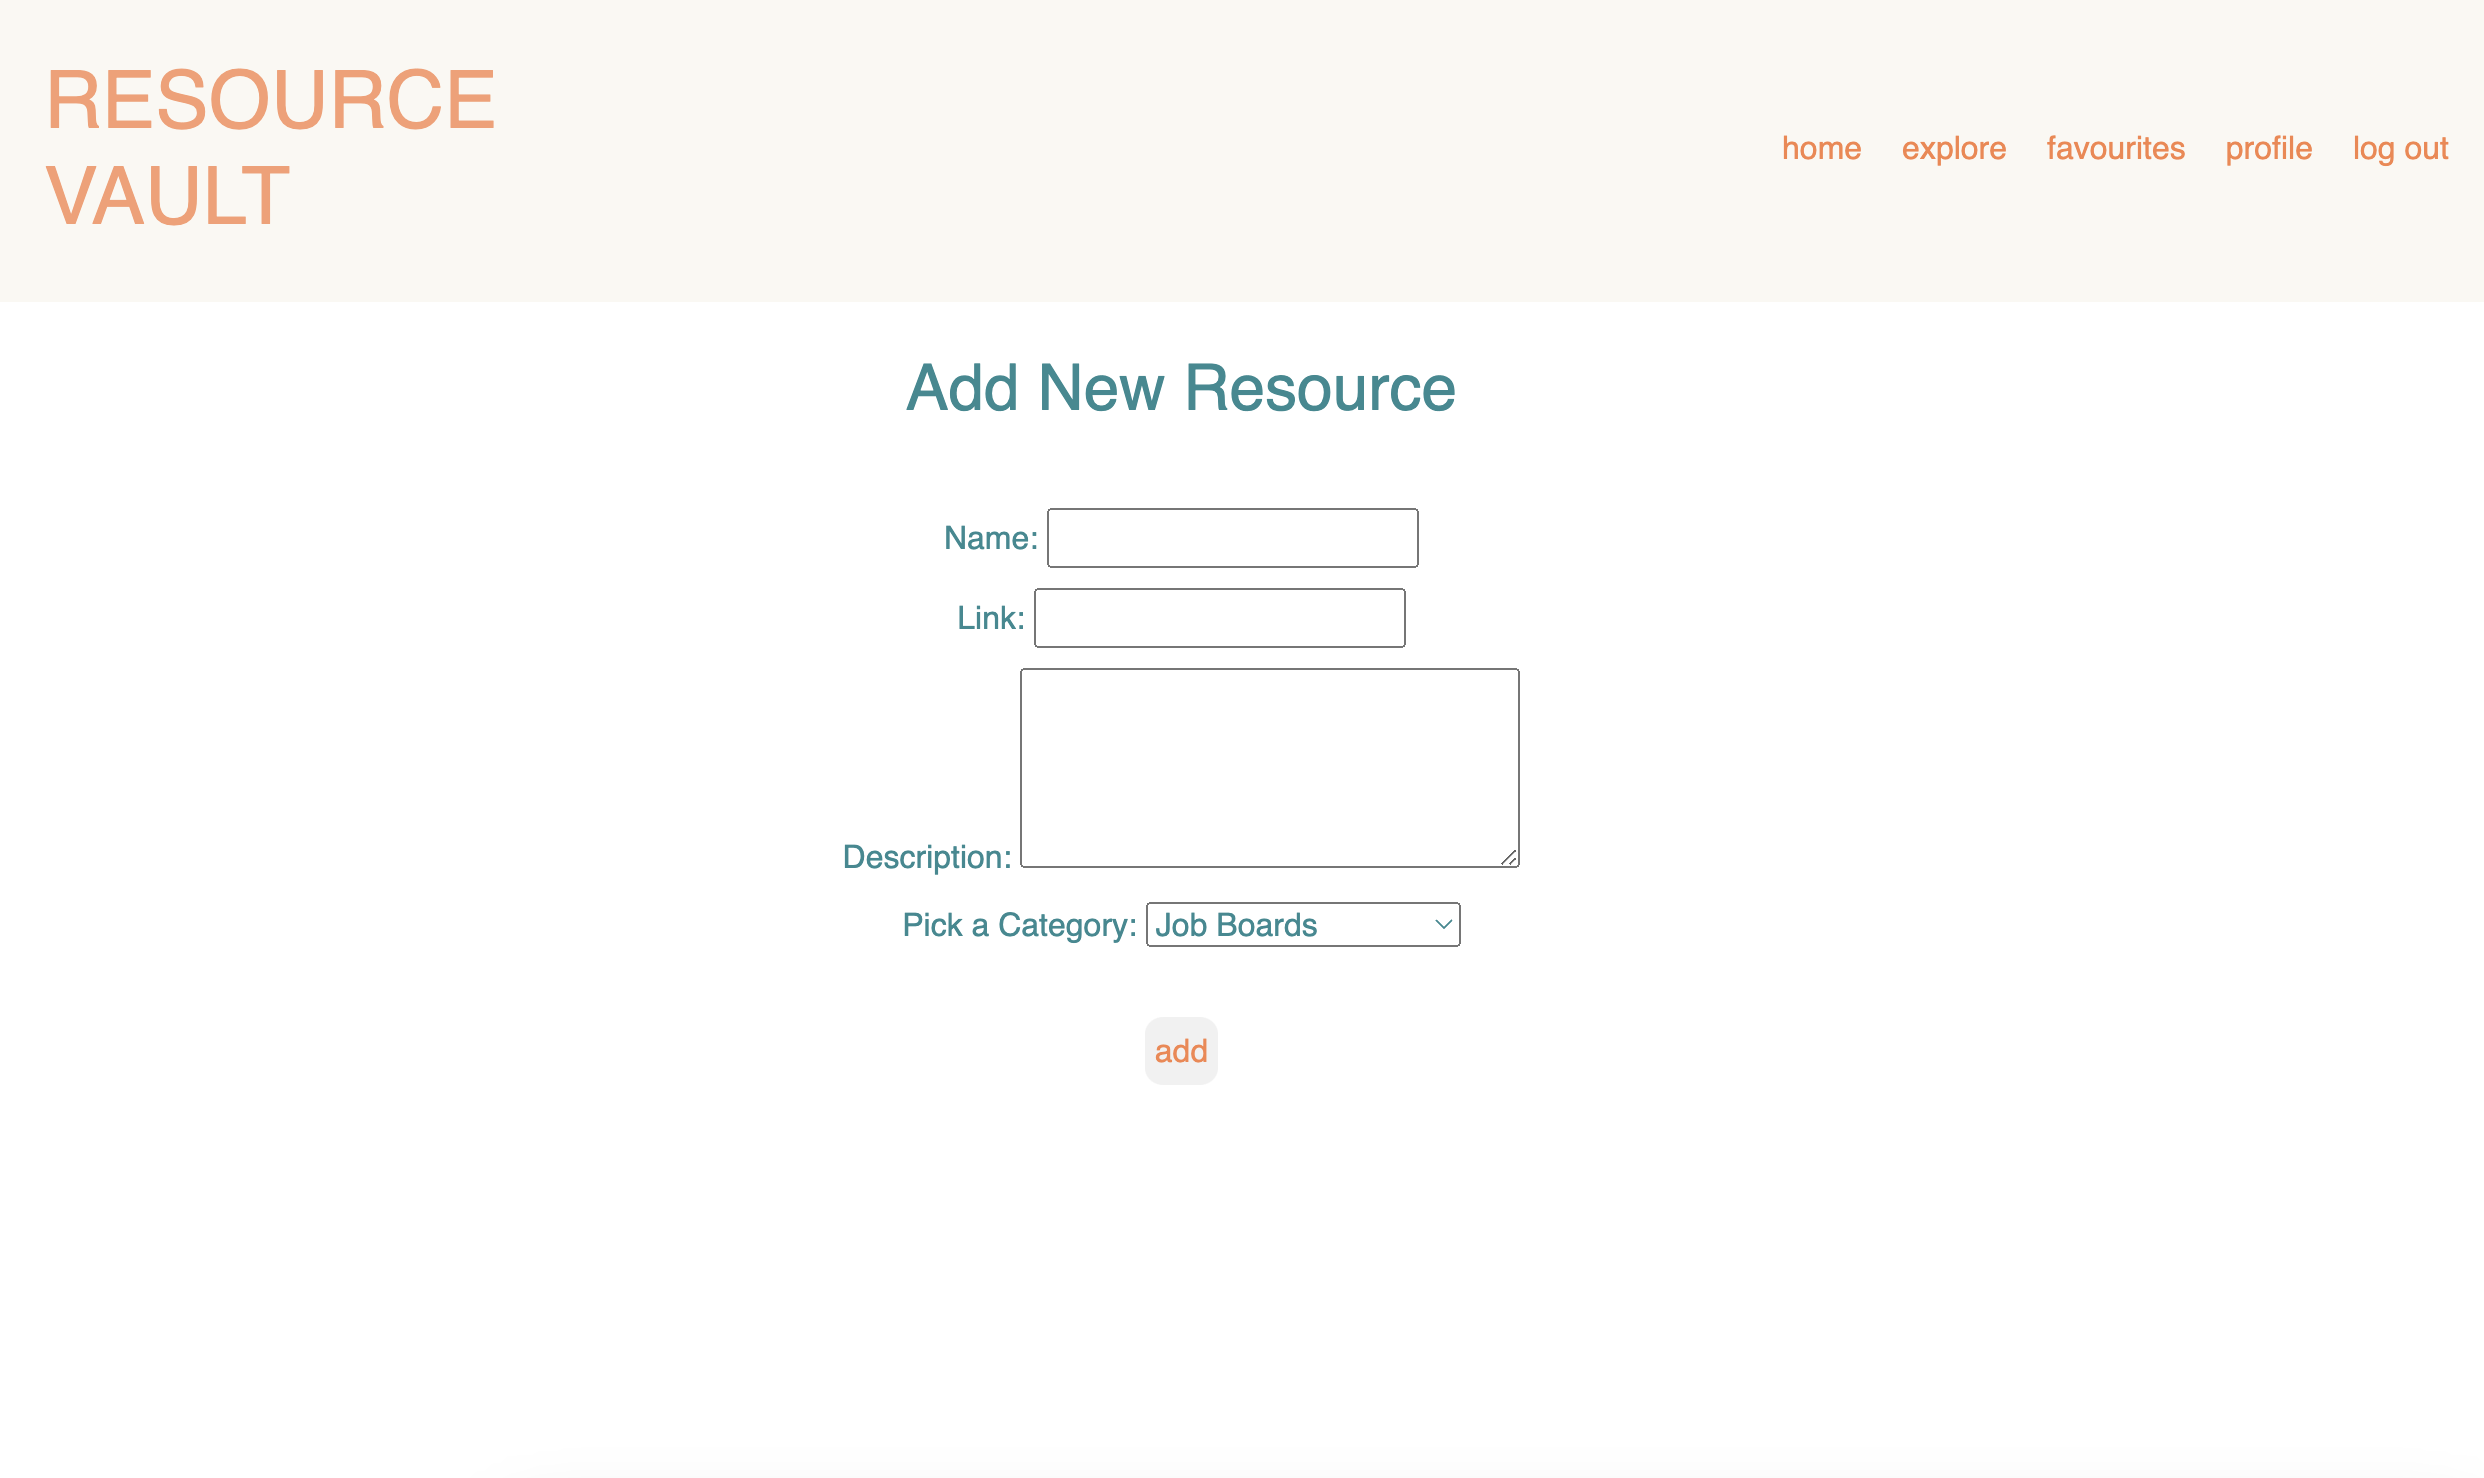 RESOURCE
VAULT
home explore favourites profile log out
Add New Resource
Name:
Link:
Description:
Pick a Category: Job Boards
add